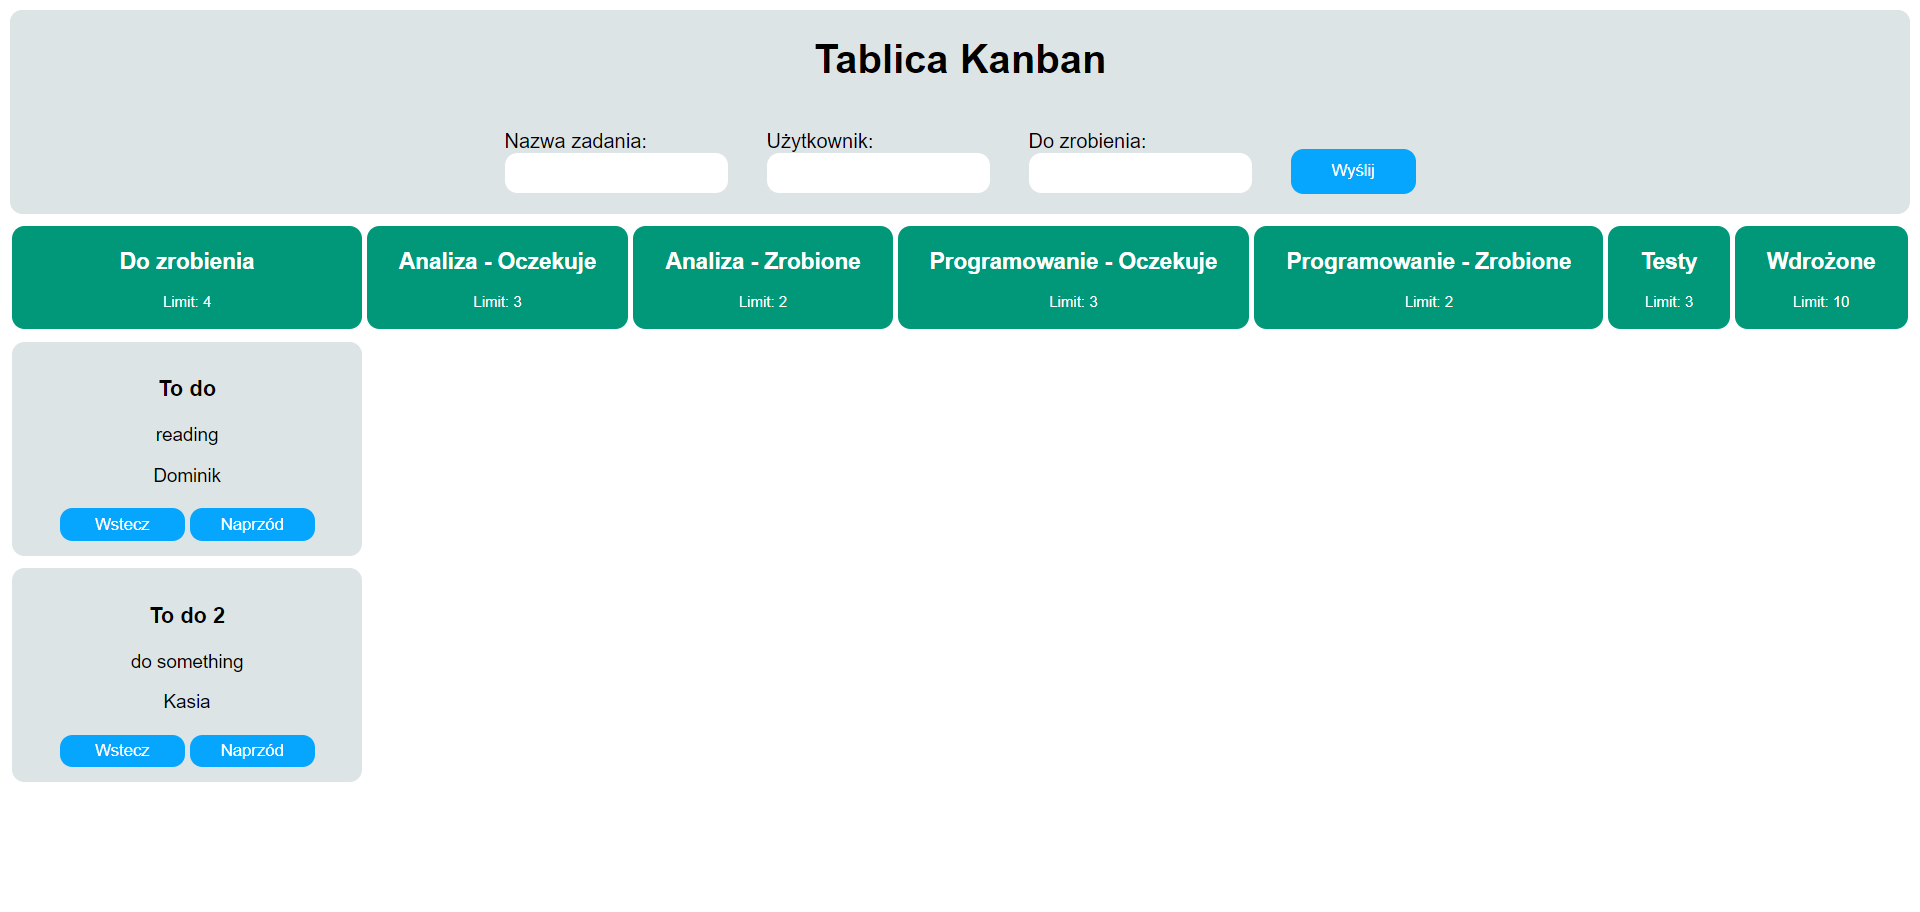 Tablica Kanban
Nazwa zadania:
Użytkownik:
Do zrobienia:
Wyślij
Do zrobienia
Limit: 4
Analiza - Oczekuje
Limit: 3
Analiza - Zrobione
Limit: 2
Programowanie - Oczekuje
Limit: 3
Programowanie - Zrobione
Limit: 2
Testy
Limit: 3
Wdrożone
Limit: 10
To do
reading
Dominik
Wstecz
Naprzód
To do 2
do something
Kasia
Wstecz
Naprzód